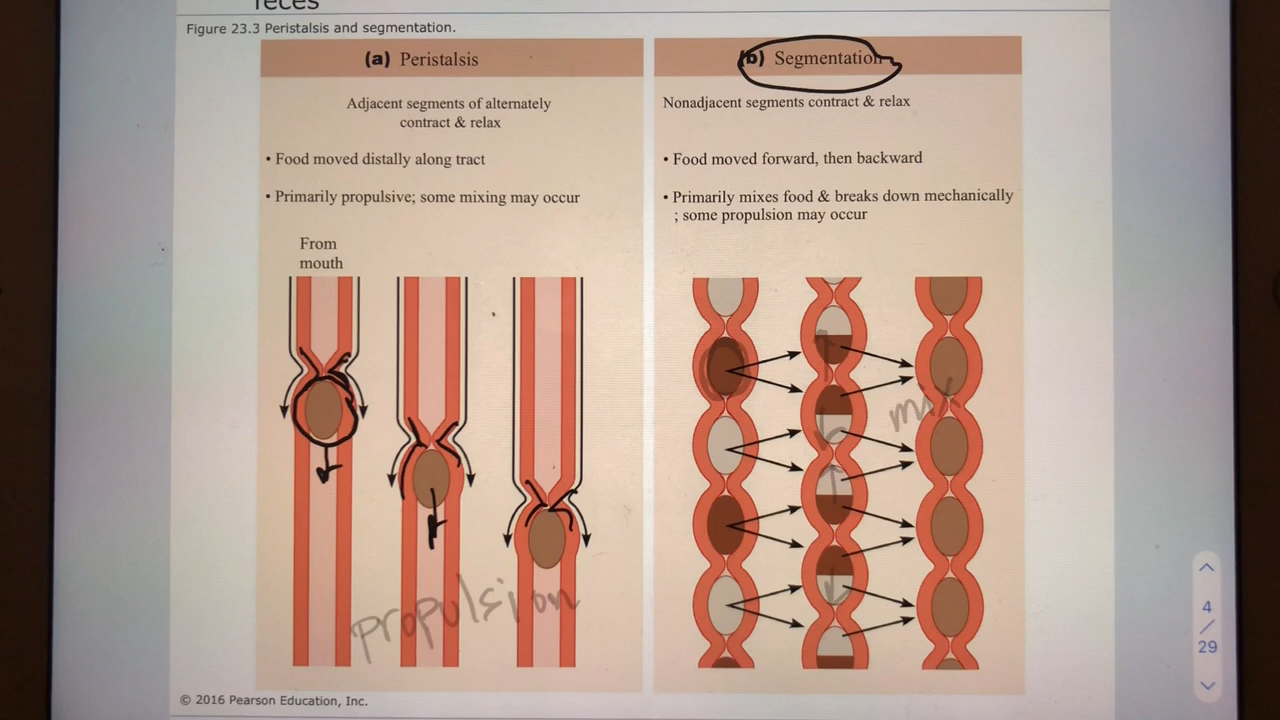 feces
Figure 23.3 Peristalsis and segmentation.
(a) Peristalsis
Adjacent segments of alternately
contract & relax
• Food moved distally along tract
• Primarily propulsive; some mixing may occur
From
mouth
propulsion
(b) Segmentation
Nonadjacent segments contract & relax
• Food moved forward, then backward
• Primarily mixes food & breaks down mechanically
; some propulsion may occur
mix
4
/
29
© 2016 Pearson Education, Inc.